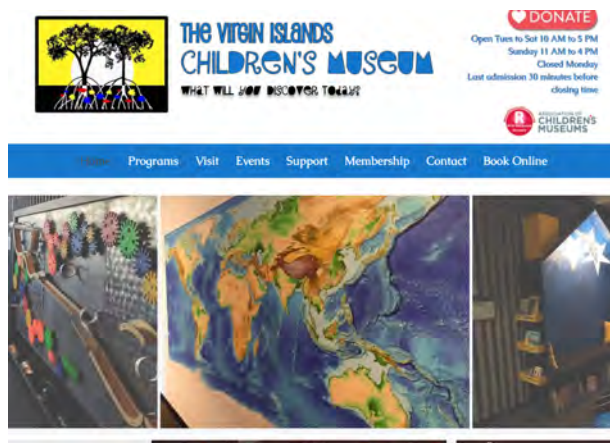 THE VIRGIN ISLANDS
CHILDREN'S MUSEUM
WHAT WILL YOU DISCOVER TODAY?
DONATE
Open Tues to Sat 10 AM to 5 PM
Sunday 11 AM to 4 PM
Closed Monday
Last admission 30 minutes before
closing time
R
ASSOCIATION OF
CHILDREN'S
MUSEUMS
Programs Visit Events Support Membership Contact Book Online